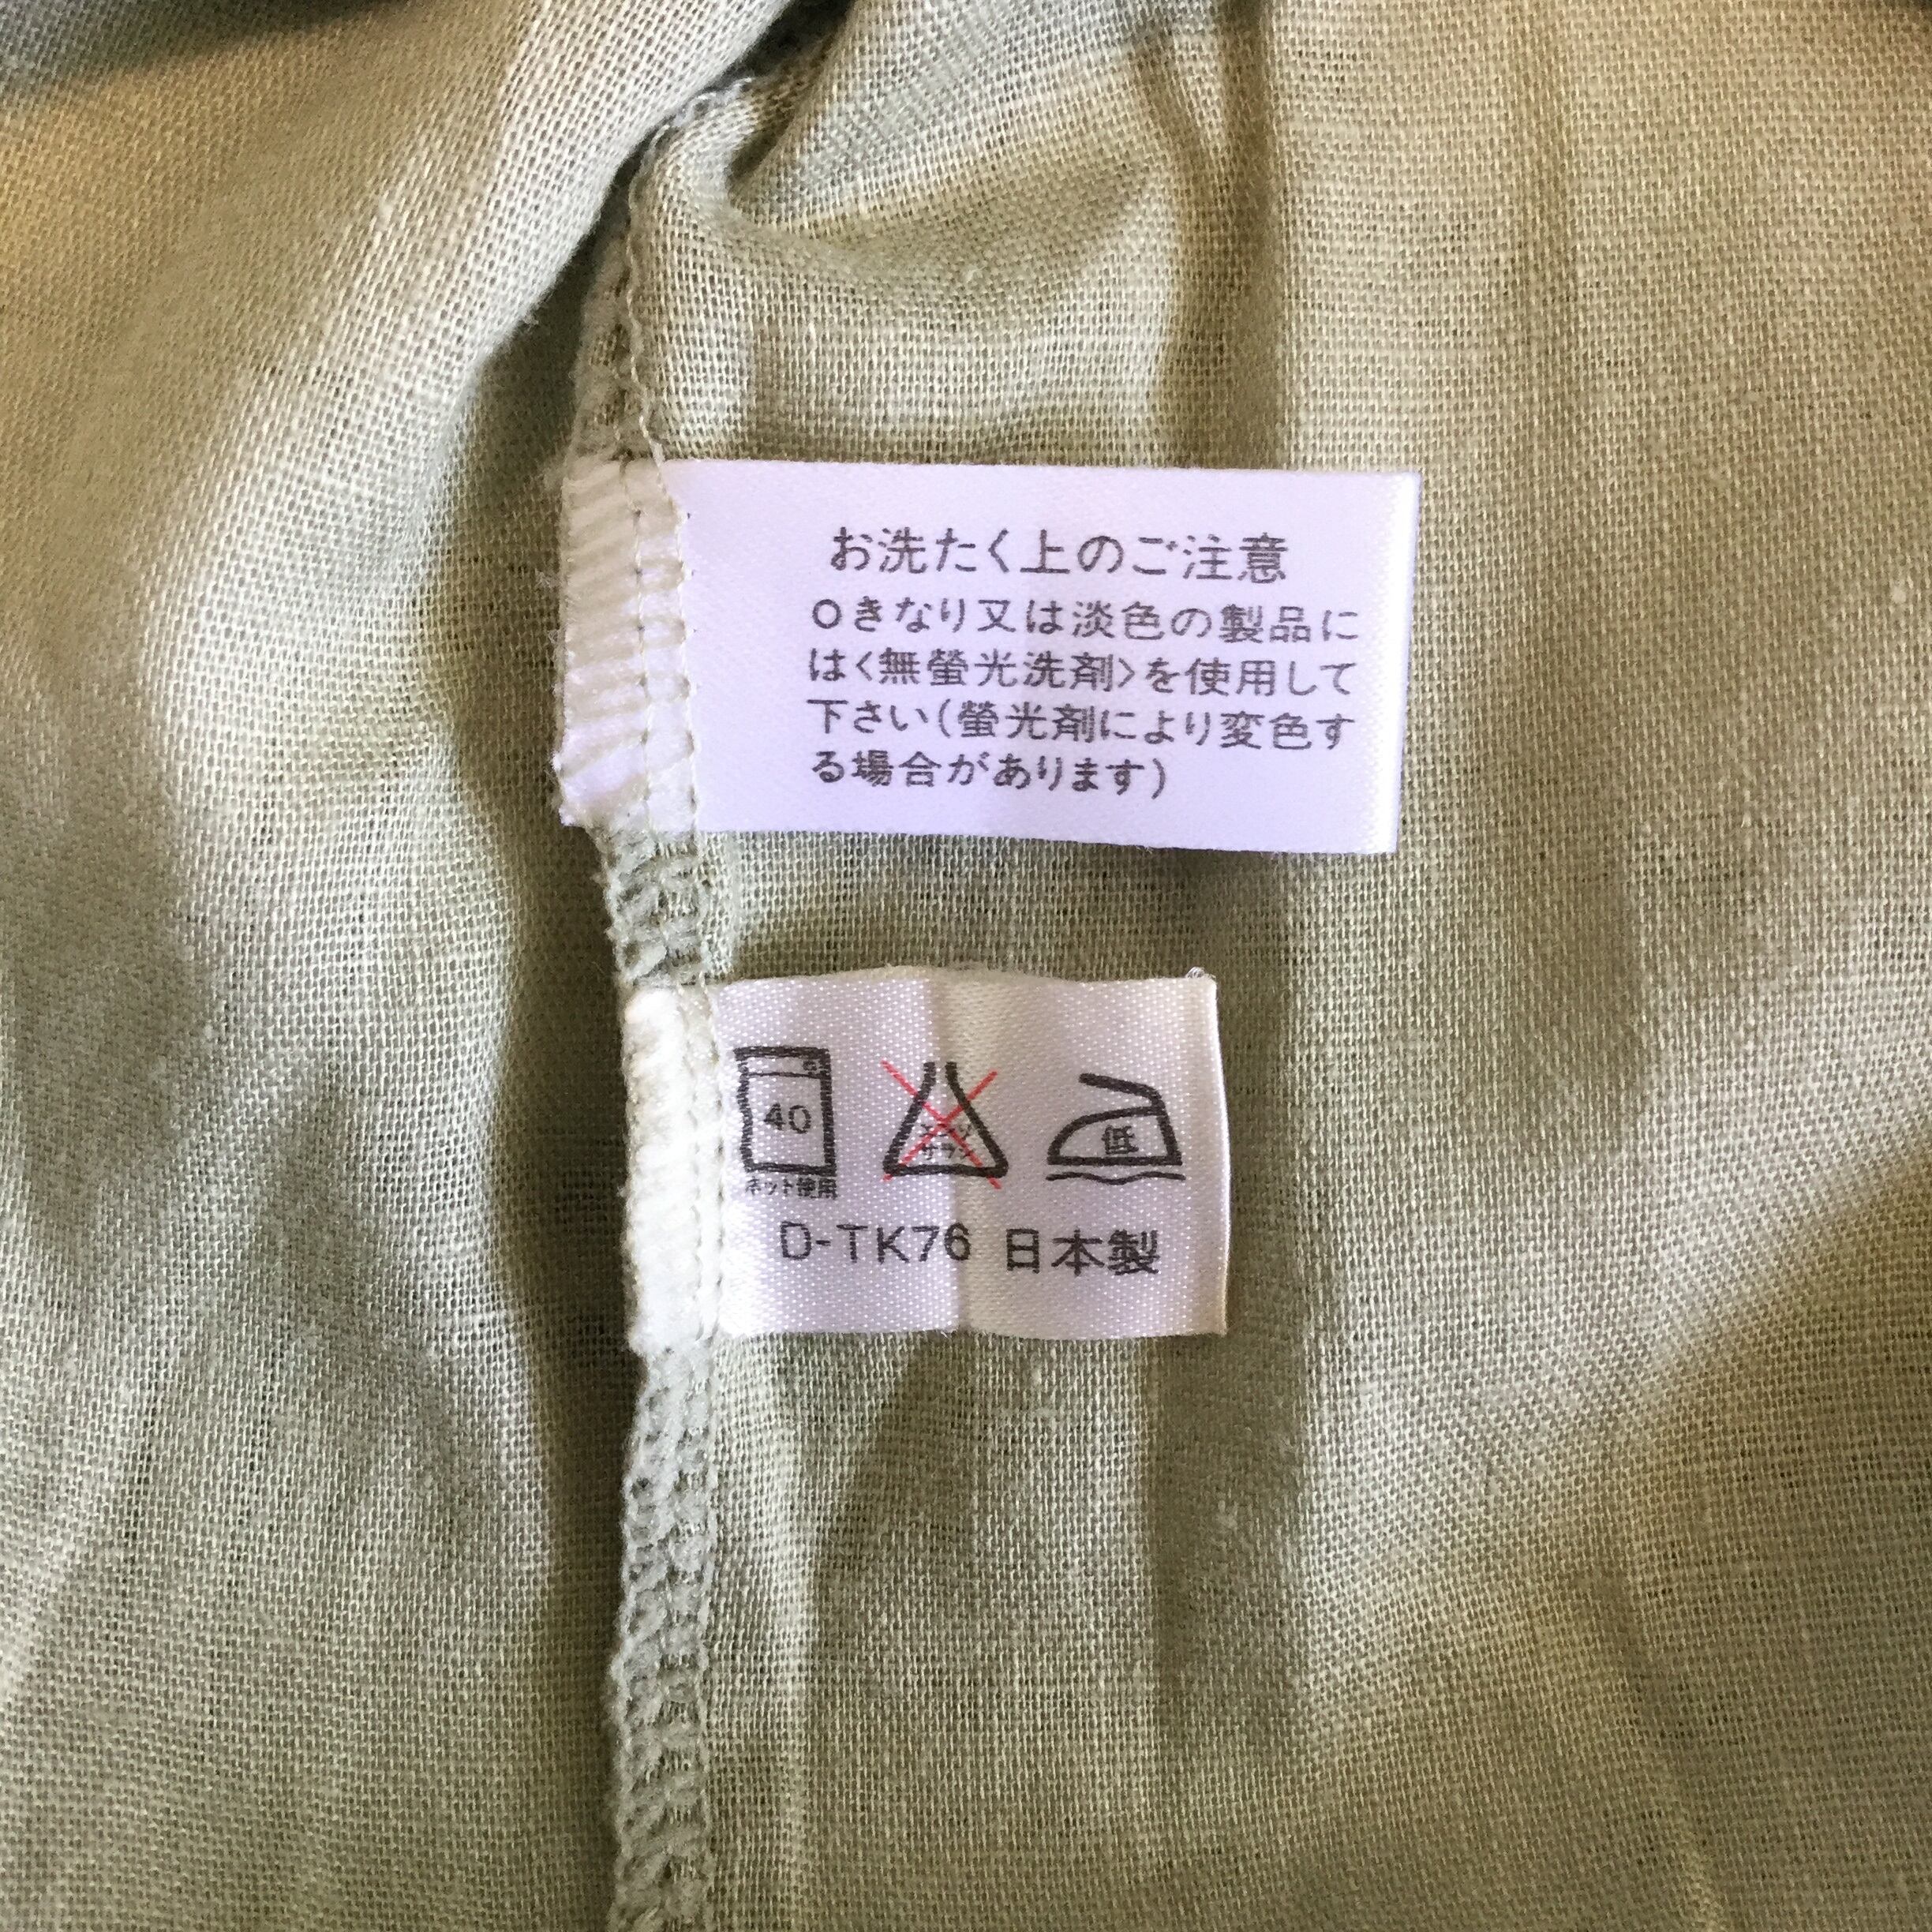 お洗たく上のご注意
○きなり又は淡色の製品に
は<無螢光洗剤>を使用して
下さい(螢光剤により変色す
る場合があります)
40 低
ネット使用
D-TK76 日本製